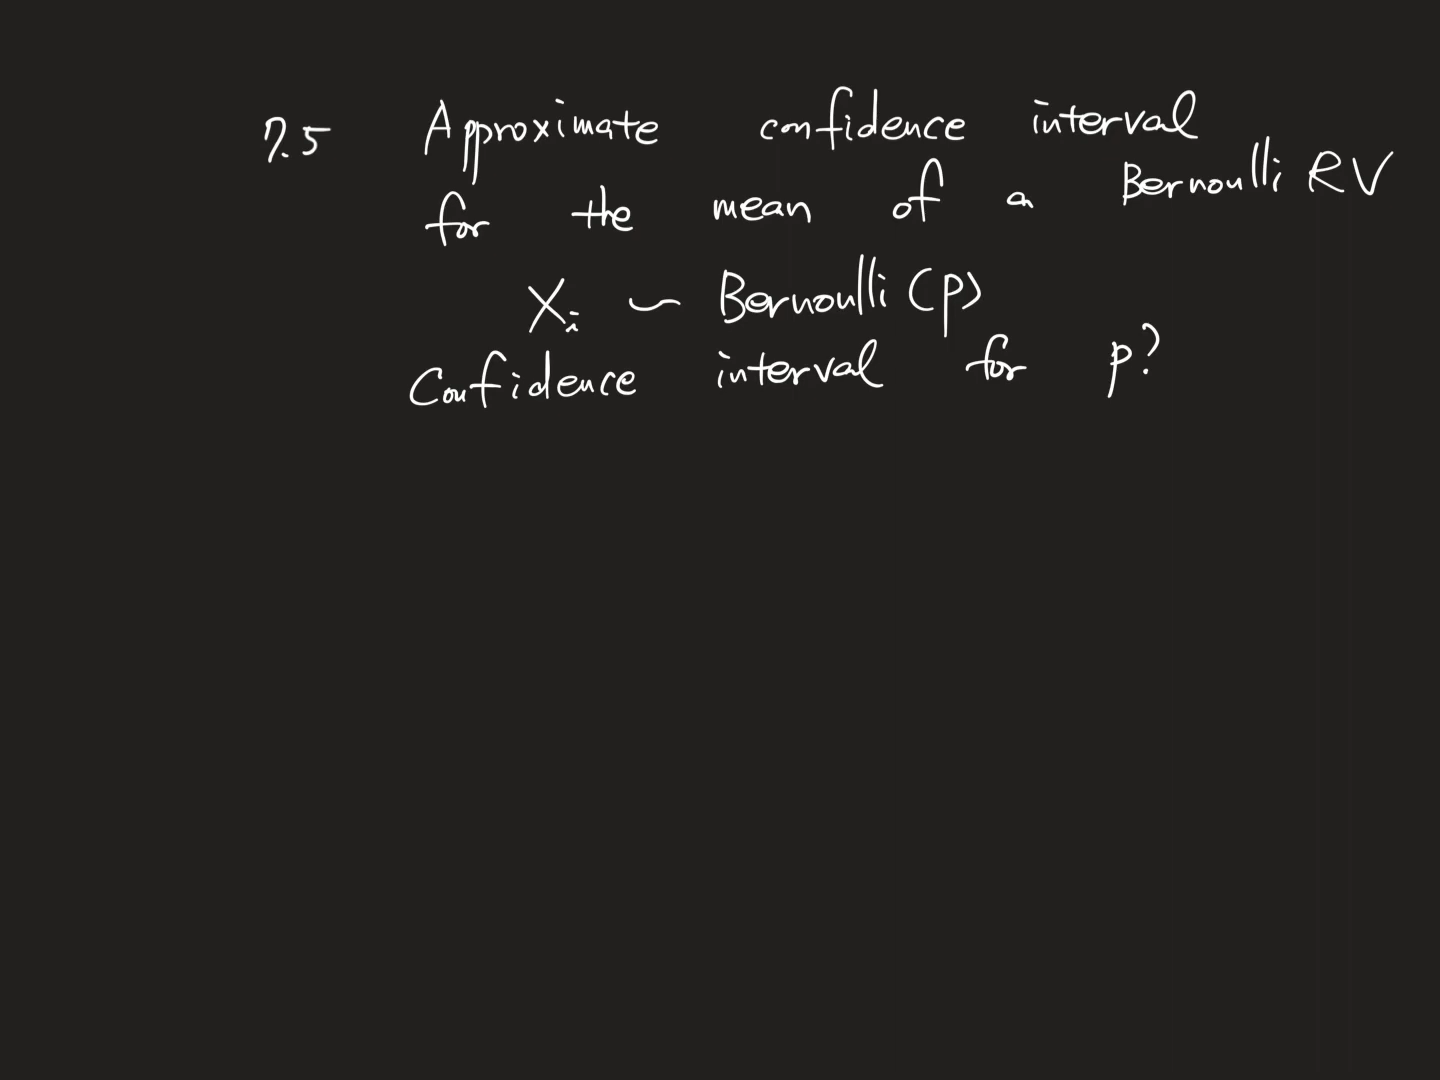 7.5 Approximate confidence interval
for the mean of a Bernoulli RV
Xi ~ Bernoulli (p)
Confidence interval for p?